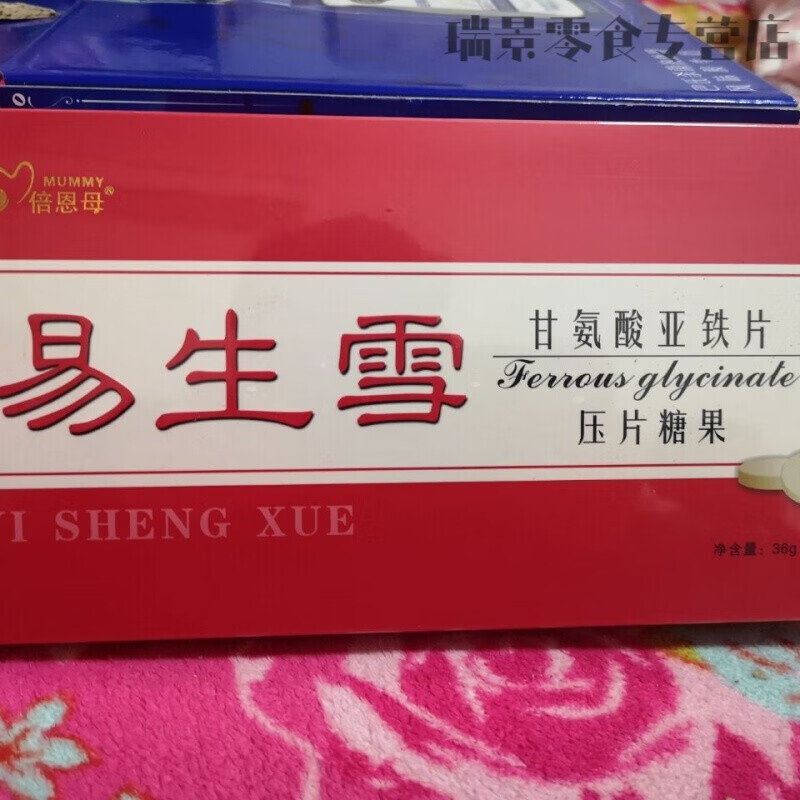 瑞景零食专营店
MUMMY
倍恩母®
易生雪
甘氨酸亚铁片
Ferrous glycinate
压片糖果
YI SHENG XUE
净含量：36g